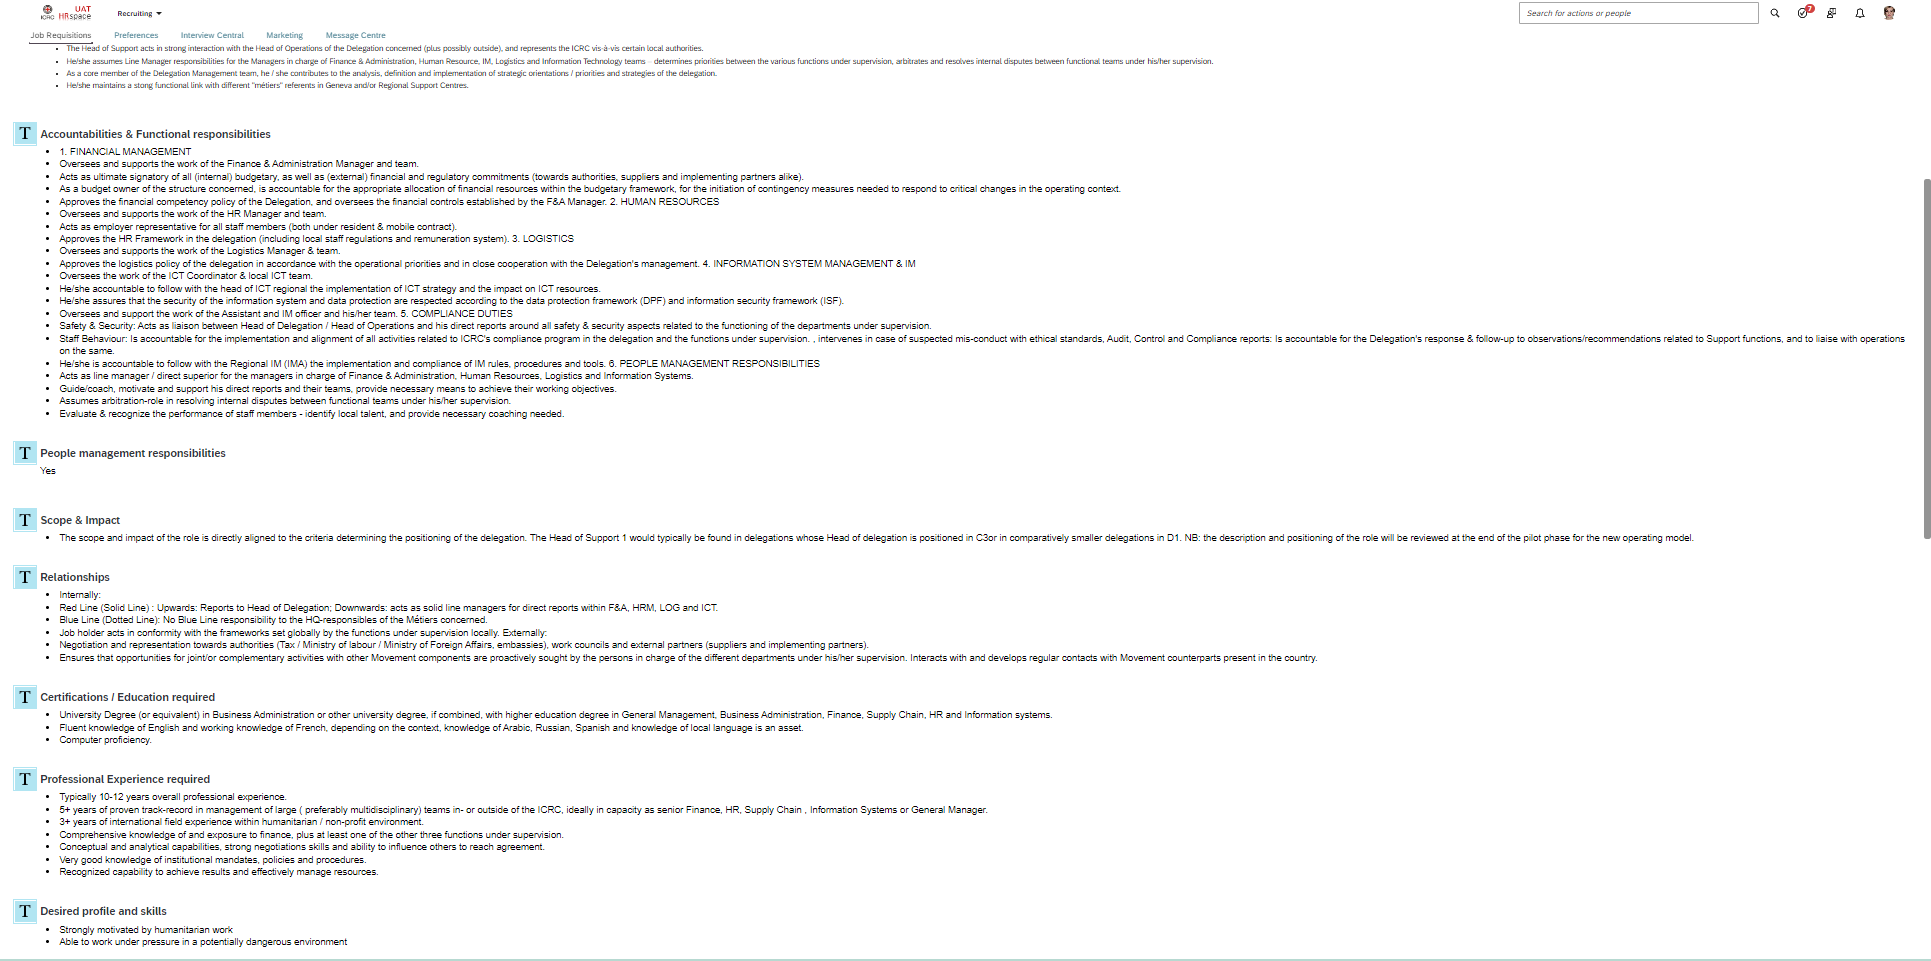 ICRC
UAT
HRspace
Recruiting
Search for actions or people
7
Job Requisitions
Preferences
Interview Central
Marketing
Message Centre
The Head of Support acts in strong interaction with the Head of Operations of the Delegation concerned (plus possibly outside), and represents the ICRC vis-à-vis certain local authorities.
He/she assumes Line Manager responsibilities for the Managers in charge of Finance & Administration, Human Resource, IM, Logistics and Information Technology teams – determines priorities between the various functions under supervision, arbitrates and resolves internal disputes between functional teams under his/her supervision.
As a core member of the Delegation Management team, he / she contributes to the analysis, definition and implementation of strategic orientations / priorities and strategies of the delegation.
He/she maintains a stong functional link with different "métiers" referents in Geneva and/or Regional Support Centres.
T Accountabilities & Functional responsibilities
1. FINANCIAL MANAGEMENT
Oversees and supports the work of the Finance & Administration Manager and team.
Acts as ultimate signatory of all (internal) budgetary, as well as (external) financial and regulatory commitments (towards authorities, suppliers and implementing partners alike).
As a budget owner of the structure concerned, is accountable for the appropriate allocation of financial resources within the budgetary framework, for the initiation of contingency measures needed to respond to critical changes in the operating context.
Approves the financial competency policy of the Delegation, and oversees the financial controls established by the F&A Manager. 2. HUMAN RESOURCES
Oversees and supports the work of the HR Manager and team.
Acts as employer representative for all staff members (both under resident & mobile contract).
Approves the HR Framework in the delegation (including local staff regulations and remuneration system). 3. LOGISTICS
Oversees and supports the work of the Logistics Manager & team.
Approves the logistics policy of the delegation in accordance with the operational priorities and in close cooperation with the Delegation's management. 4. INFORMATION SYSTEM MANAGEMENT & IM
Oversees the work of the ICT Coordinator & local ICT team.
He/she accountable to follow with the head of ICT regional the implementation of ICT strategy and the impact on ICT resources.
He/she assures that the security of the information system and data protection are respected according to the data protection framework (DPF) and information security framework (ISF).
Oversees and support the work of the Assistant and IM officer and his/her team. 5. COMPLIANCE DUTIES
Safety & Security: Acts as liaison between Head of Delegation / Head of Operations and his direct reports around all safety & security aspects related to the functioning of the departments under supervision.
Staff Behaviour: Is accountable for the implementation and alignment of all activities related to ICRC's compliance program in the delegation and the functions under supervision. , intervenes in case of suspected mis-conduct with ethical standards, Audit, Control and Compliance reports: Is accountable for the Delegation's response & follow-up to observations/recommendations related to Support functions, and to liaise with operations
on the same.
He/she is accountable to follow with the Regional IM (IMA) the implementation and compliance of IM rules, procedures and tools. 6. PEOPLE MANAGEMENT RESPONSIBILITIES
Acts as line manager / direct superior for the managers in charge of Finance & Administration, Human Resources, Logistics and Information Systems.
Guide/coach, motivate and support his direct reports and their teams, provide necessary means to achieve their working objectives.
Assumes arbitration-role in resolving internal disputes between functional teams under his/her supervision.
Evaluate & recognize the performance of staff members - identify local talent, and provide necessary coaching needed.
T People management responsibilities
Yes
T Scope & Impact
The scope and impact of the role is directly aligned to the criteria determining the positioning of the delegation. The Head of Support 1 would typically be found in delegations whose Head of delegation is positioned in C3or in comparatively smaller delegations in D1. NB: the description and positioning of the role will be reviewed at the end of the pilot phase for the new operating model.
T Relationships
Internally:
Red Line (Solid Line) : Upwards: Reports to Head of Delegation; Downwards: acts as solid line managers for direct reports within F&A, HRM, LOG and ICT.
Blue Line (Dotted Line): No Blue Line responsibility to the HQ-responsibles of the Métiers concerned.
Job holder acts in conformity with the frameworks set globally by the functions under supervision locally. Externally:
Negotiation and representation towards authorities (Tax / Ministry of labour / Ministry of Foreign Affairs, embassies), work councils and external partners (suppliers and implementing partners).
Ensures that opportunities for joint/or complementary activities with other Movement components are proactively sought by the persons in charge of the different departments under his/her supervision. Interacts with and develops regular contacts with Movement counterparts present in the country.
T Certifications / Education required
University Degree (or equivalent) in Business Administration or other university degree, if combined, with higher education degree in General Management, Business Administration, Finance, Supply Chain, HR and Information systems.
Fluent knowledge of English and working knowledge of French, depending on the context, knowledge of Arabic, Russian, Spanish and knowledge of local language is an asset.
Computer proficiency.
T Professional Experience required
Typically 10-12 years overall professional experience.
5+ years of proven track-record in management of large ( preferably multidisciplinary) teams in- or outside of the ICRC, ideally in capacity as senior Finance, HR, Supply Chain , Information Systems or General Manager.
3+ years of international field experience within humanitarian / non-profit environment.
Comprehensive knowledge of and exposure to finance, plus at least one of the other three functions under supervision.
Conceptual and analytical capabilities, strong negotiations skills and ability to influence others to reach agreement.
Very good knowledge of institutional mandates, policies and procedures.
Recognized capability to achieve results and effectively manage resources.
T Desired profile and skills
Strongly motivated by humanitarian work
Able to work under pressure in a potentially dangerous environment